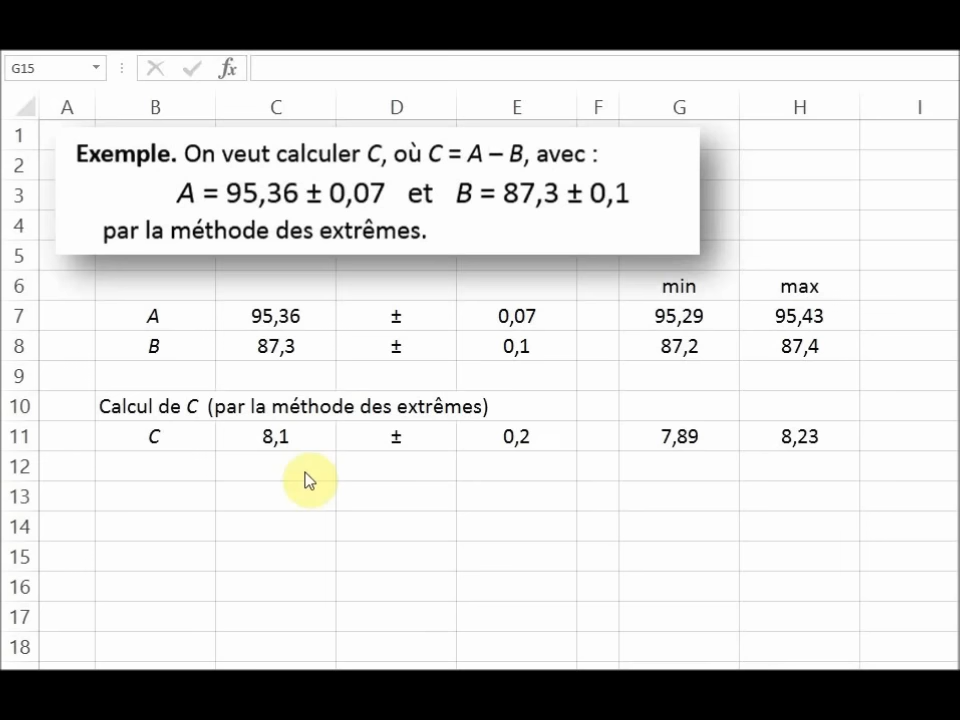 G15 fx
A B C D E F G H I
1
2
3
4
5
6
7
8
9
10
11
12
13
14
15
16
17
18
Exemple. On veut calculer C, où C = A – B, avec :
A = 95,36 ± 0,07 et B = 87,3 ± 0,1
par la méthode des extrêmes.
min max
A 95,36 ± 0,07 95,29 95,43
B 87,3 ± 0,1 87,2 87,4
Calcul de C (par la méthode des extrêmes)
C 8,1 ± 0,2 7,89 8,23